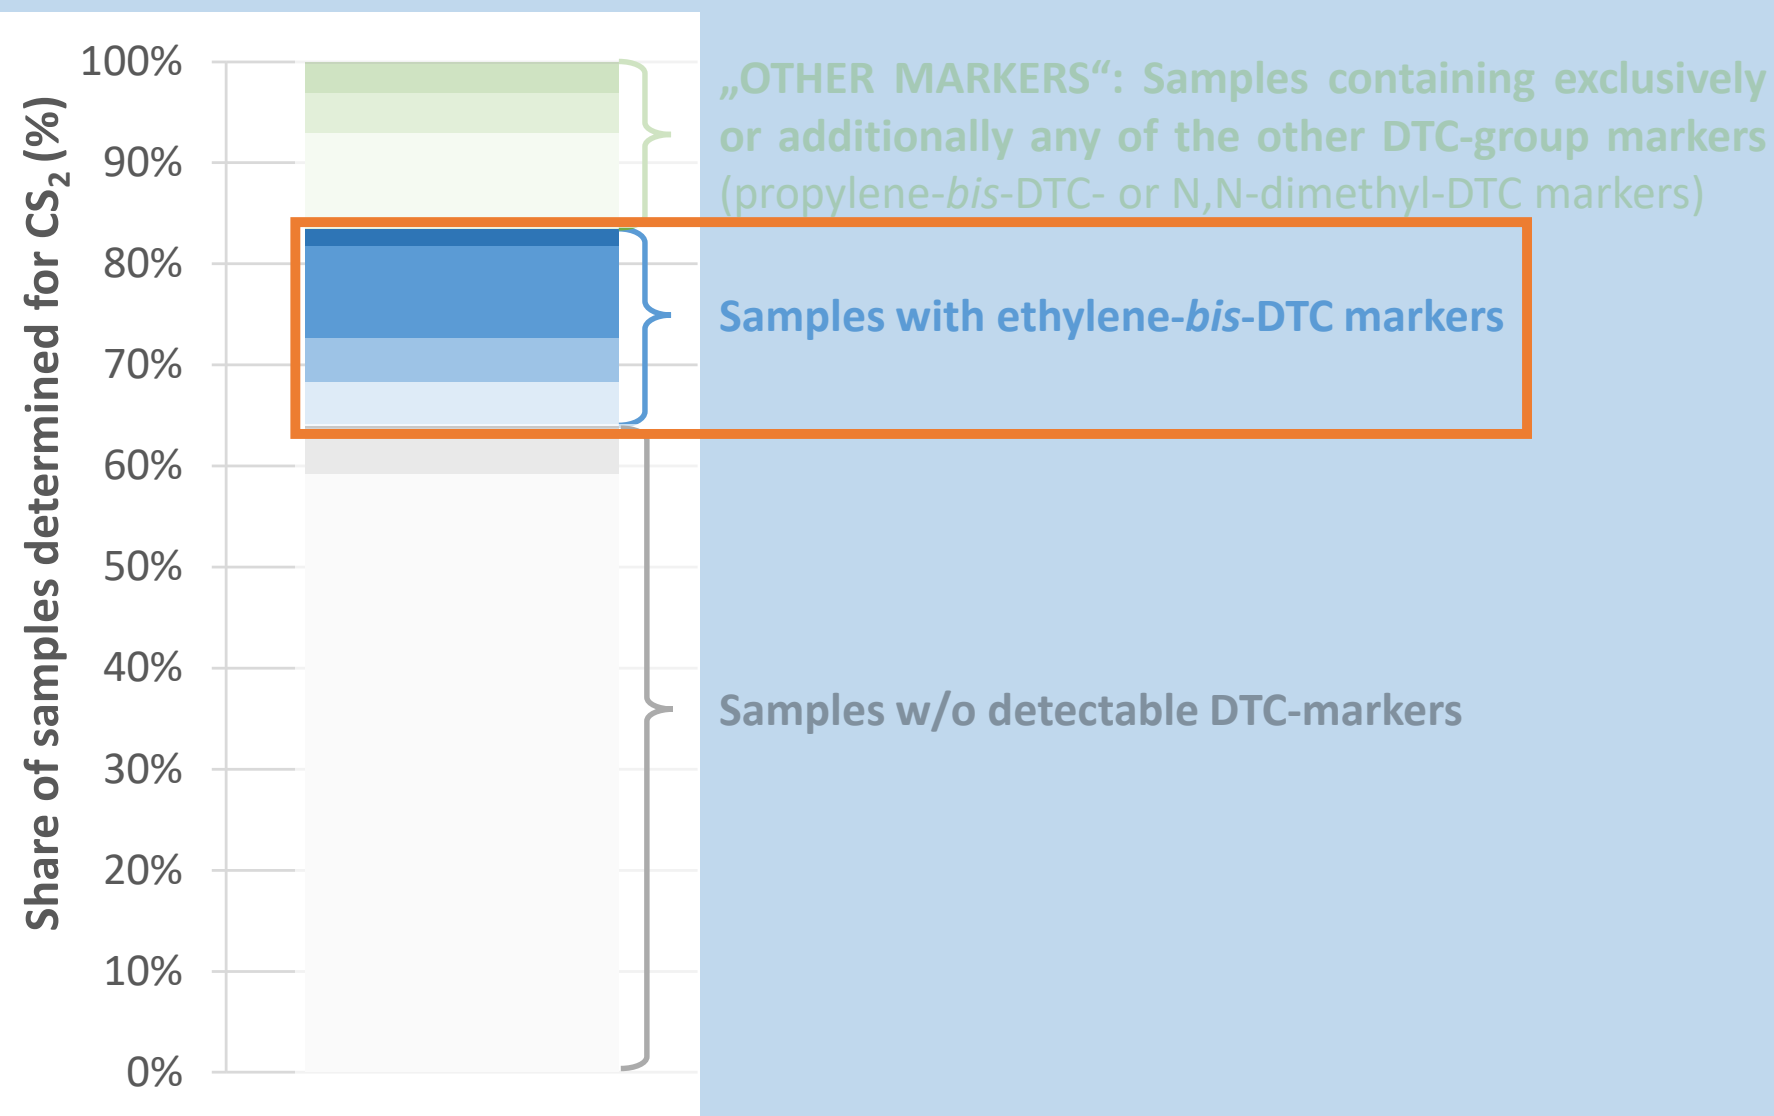 Share of samples determined for CS₂ (%)
100%
90%
80%
70%
60%
50%
40%
30%
20%
10%
0%
„OTHER MARKERS“: Samples containing exclusively
or additionally any of the other DTC-group markers
(propylene-bis-DTC- or N,N-dimethyl-DTC markers)
Samples with ethylene-bis-DTC markers
Samples w/o detectable DTC-markers